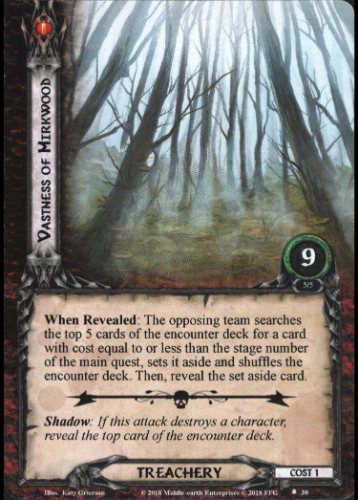 VASTNESS OF MIRKWOOD
9
5/5
When Revealed: The opposing team searches
the top 5 cards of the encounter deck for a card
with cost equal to or less than the stage number
of the main quest, sets it aside and shuffles the
encounter deck. Then, reveal the set aside card.
Shadow: If this attack destroys a character,
reveal the top card of the encounter deck.
TREACHERY
COST 1
Illus. Katy Grierson
© 2018 Middle-earth Enterprises © 2018 FFG
38